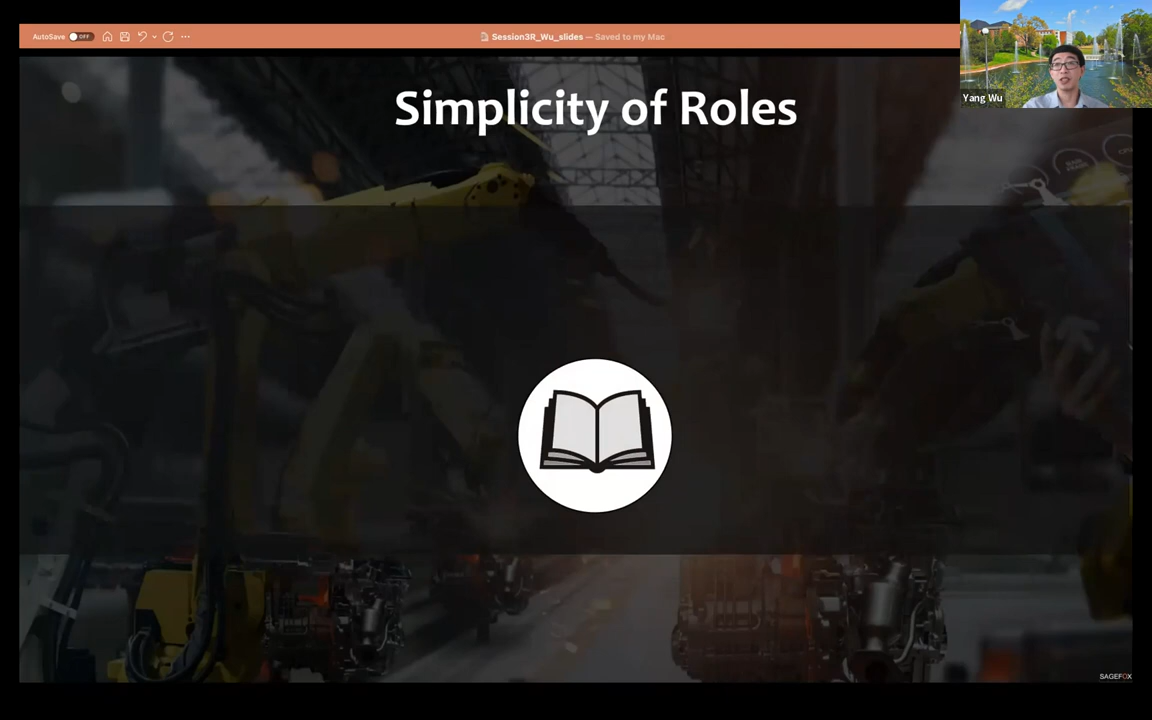 AutoSave OFF
Session3R_Wu_slides — Saved to my Mac
Yang Wu
Simplicity of Roles
SAGEFOX